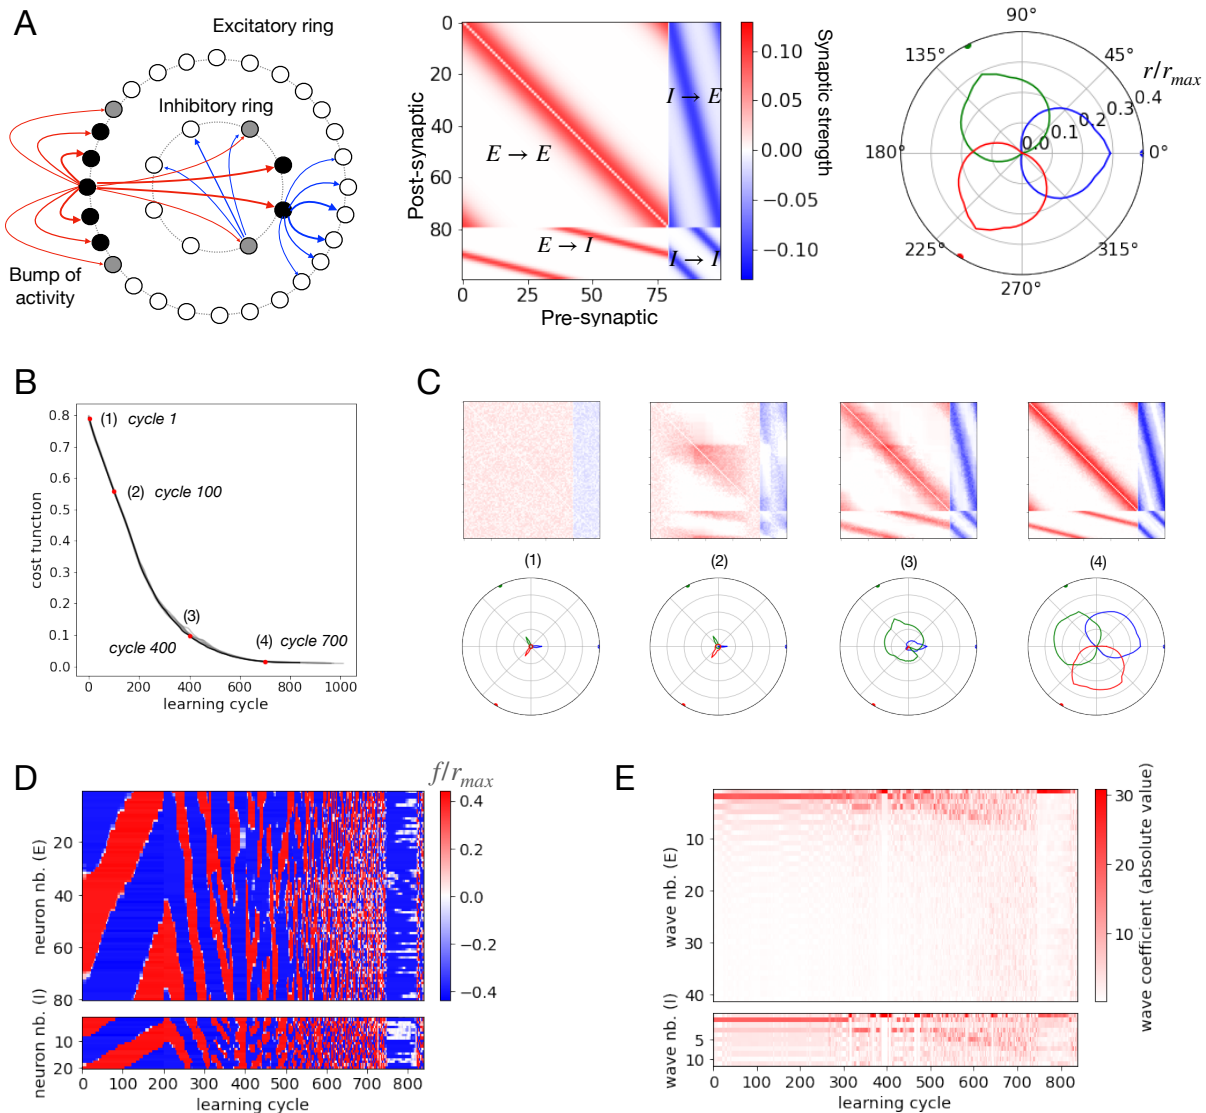 A
Excitatory ring
Inhibitory ring
Bump of
activity
Post-synaptic
0
20
40
60
80
E → E
I → E
E → I
I → I
0
50
75
Pre-synaptic
0.10
0.05
0.00
−0.05
−0.10
Synaptic strength
90°
135°
45°
r/rmax
0.4
0.3
0.2
0.1
0.0
180°
0°
225°
315°
270°
B
cost function
0.8
0.7
0.6
0.5
0.4
0.3
0.2
0.1
0.0
(1) cycle 1
(2) cycle 100
(3)
cycle 400
(4) cycle 700
0
200
400
600
800
1000
learning cycle
C
(1)
(2)
(3)
(4)
D
f/rmax
neuron nb. (E)
20
40
60
80
neuron nb. (I)
10
20
0
100
200
300
400
500
600
700
800
learning cycle
0.4
0.2
0.0
−0.2
−0.4
E
wave nb. (E)
10
20
30
40
wave nb. (I)
5
10
0
100
200
300
400
500
600
700
800
learning cycle
30
20
10
wave coefficient (absolute value)